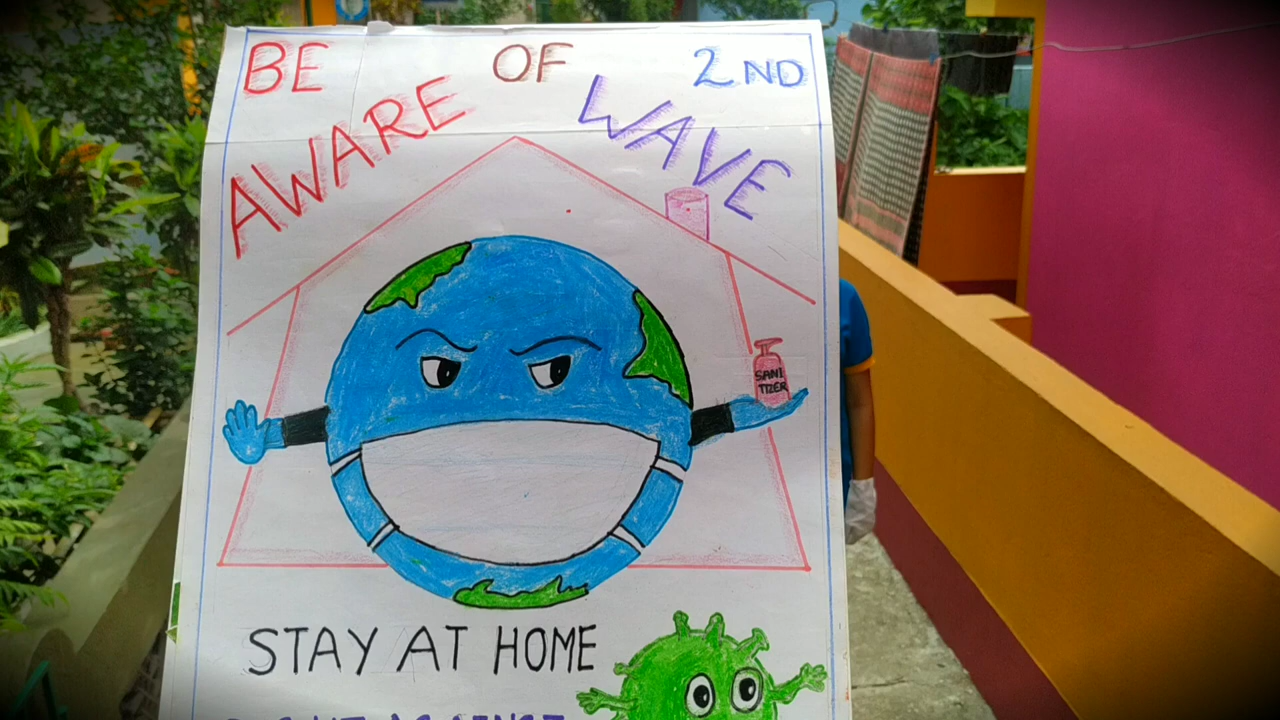 BE OF 2ND
AWARE WAVE
SANI
TIZER
STAY AT HOME